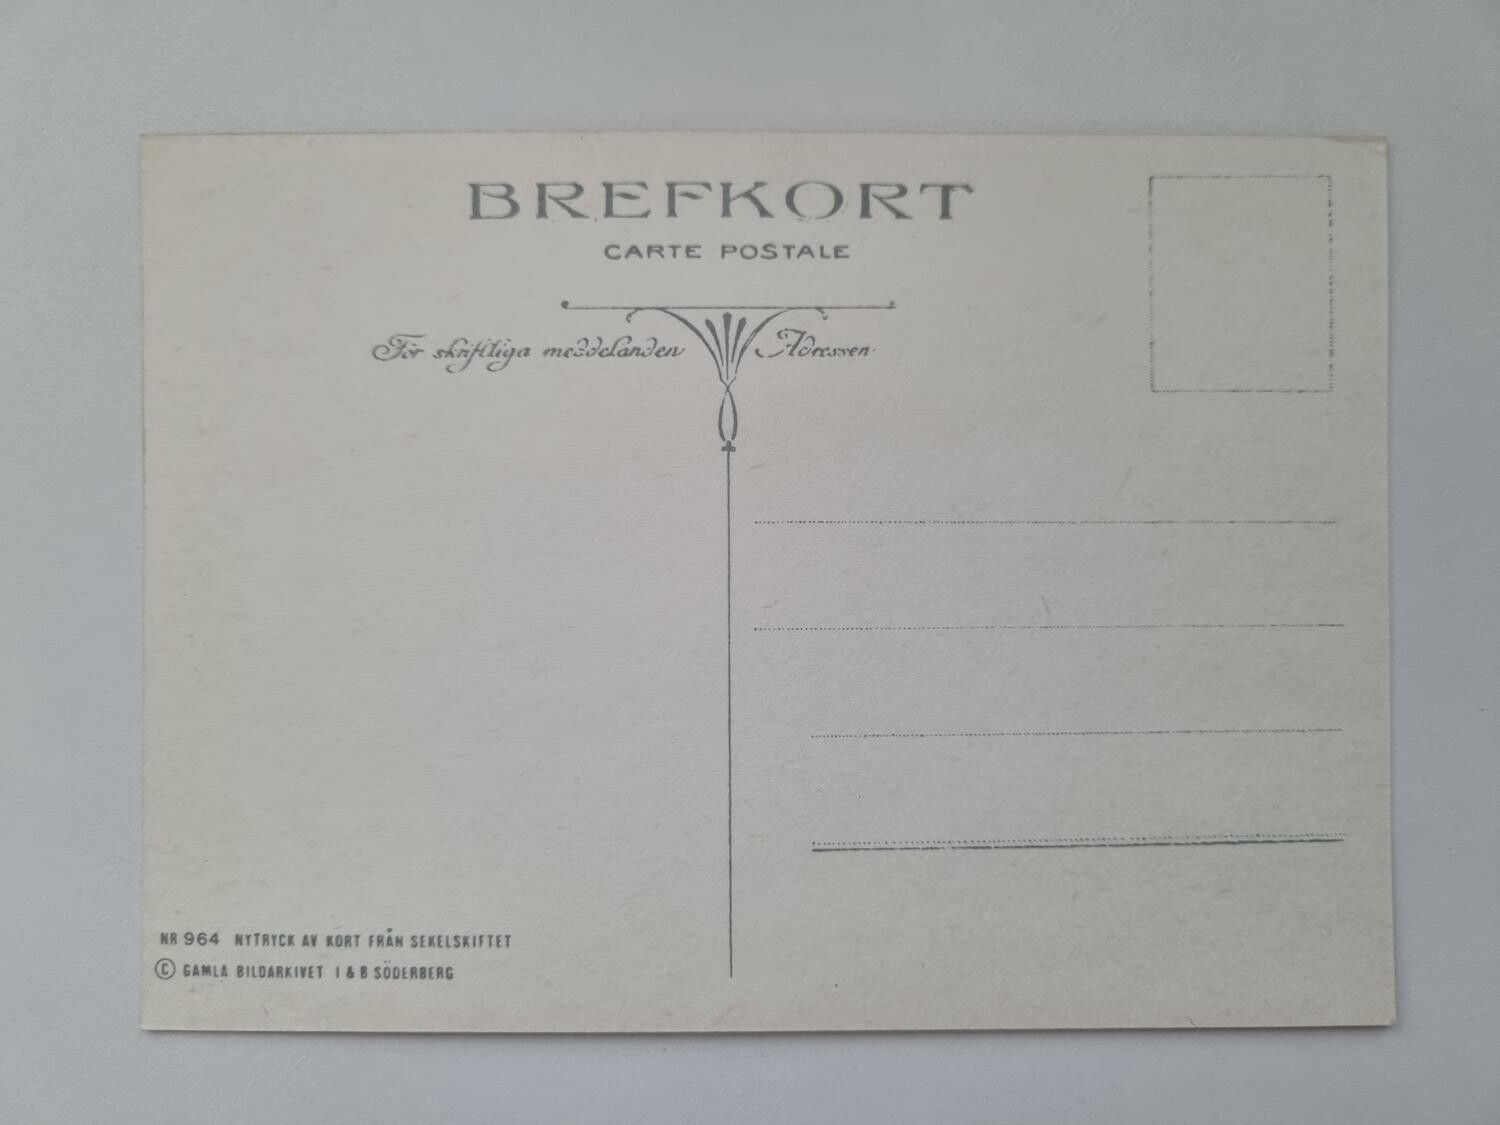 BREFKORT
CARTE POSTALE
För skriftliga meddelanden Adressen
NR 964 NYTRYCK AV KORT FRÅN SEKELSKIFTET
© GAMLA BILDARKIVET I & B SÖDERBERG